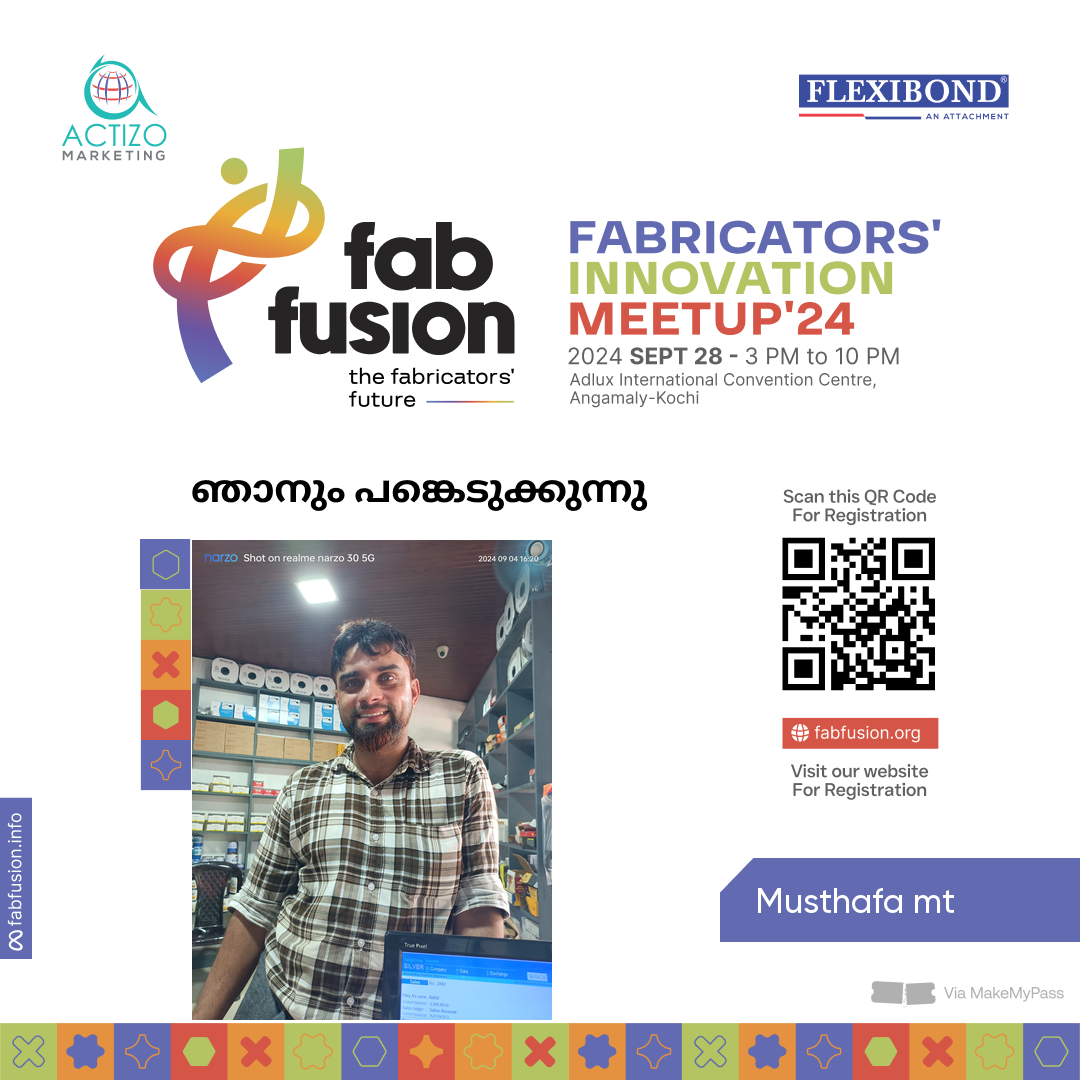 ACTIZO
MARKETING
FLEXIBOND®
AN ATTACHMENT
fab
fusion
the fabricators'
future
FABRICATORS'
INNOVATION
MEETUP'24
2024 SEPT 28 - 3 PM to 10 PM
Adlux International Convention Centre,
Angamaly-Kochi
ഞാനും പങ്കെടുക്കുന്നു
Scan this QR Code
For Registration
narzo Shot on realme narzo 30 5G
2024 09 04 16:20
fabfusion.org
Visit our website
For Registration
fabfusion.info
Musthafa mt
True Pixel
SILVER
Company
Exchange
Via MakeMyPass